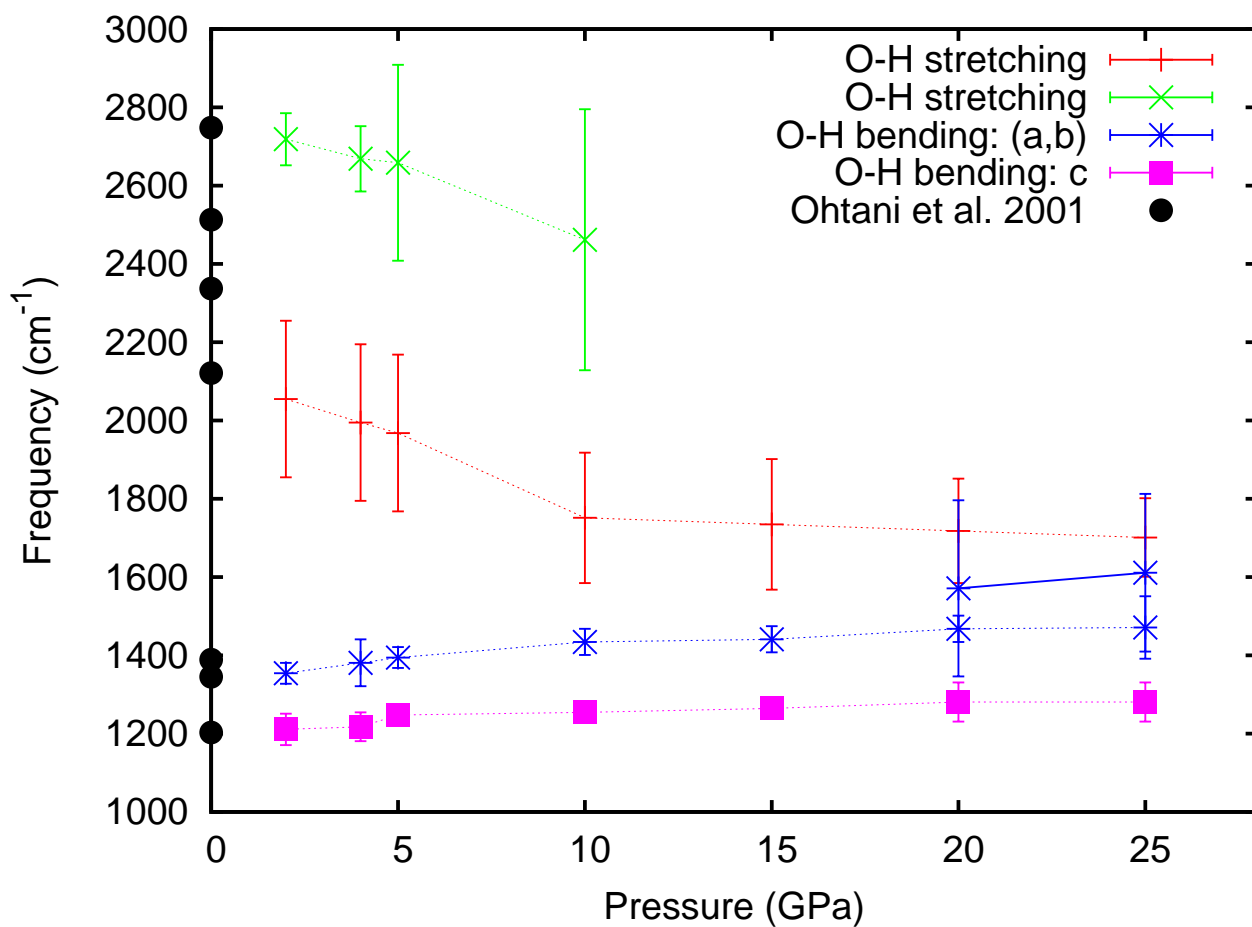 3000
2800
2600
2400
2200
2000
1800
1600
1400
1200
1000
Frequency (cm-1)
O-H stretching
O-H stretching
O-H bending: (a,b)
O-H bending: c
Ohtani et al. 2001
0 5 10 15 20 25
Pressure (GPa)